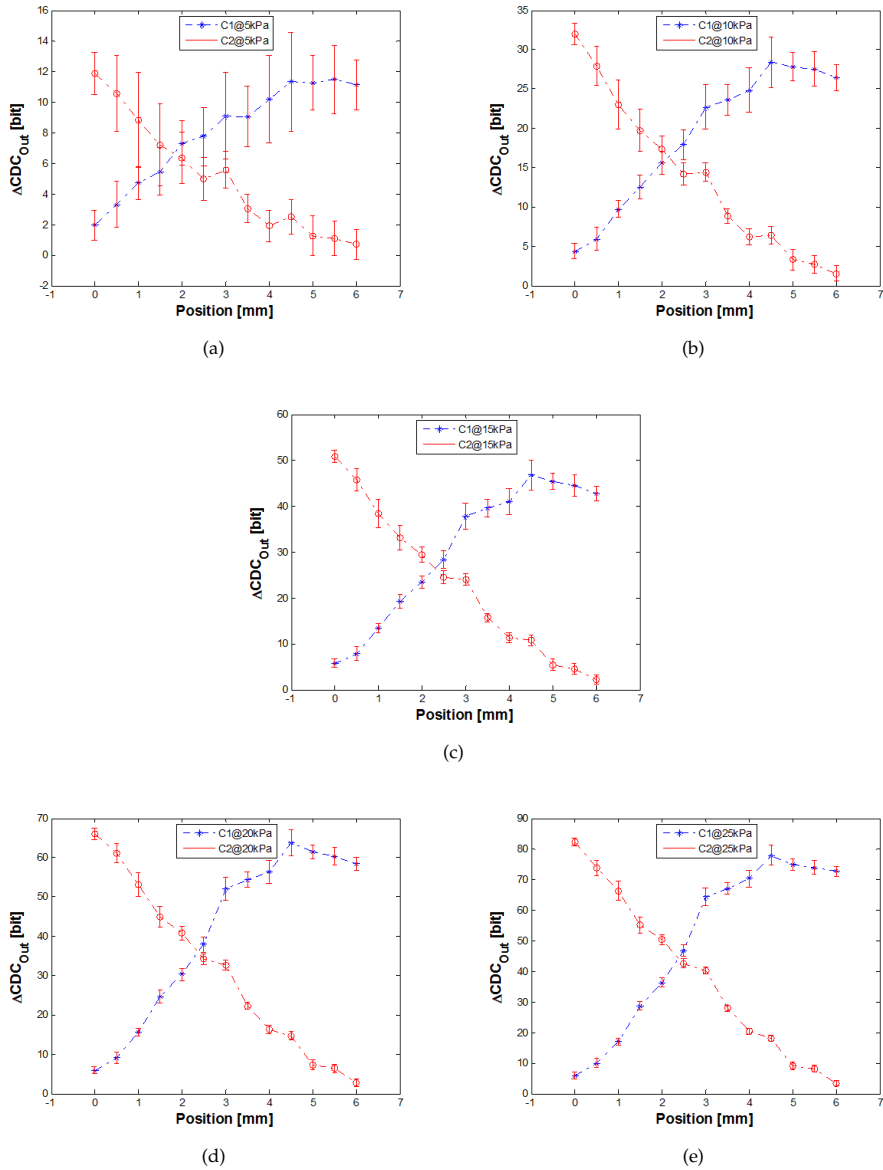 16
14
12
10
8
6
4
2
0
-2
ΔCDC_Out [bit]
C1@5kPa
C2@5kPa
-1 0 1 2 3 4 5 6 7
Position [mm]
(a)
35
30
25
20
15
10
5
0
ΔCDC_Out [bit]
C1@10kPa
C2@10kPa
-1 0 1 2 3 4 5 6 7
Position [mm]
(b)
60
50
40
30
20
10
0
ΔCDC_Out [bit]
C1@15kPa
C2@15kPa
-1 0 1 2 3 4 5 6 7
Position [mm]
(c)
70
60
50
40
30
20
10
0
ΔCDC_Out [bit]
C1@20kPa
C2@20kPa
-1 0 1 2 3 4 5 6 7
Position [mm]
(d)
90
80
70
60
50
40
30
20
10
0
ΔCDC_Out [bit]
C1@25kPa
C2@25kPa
-1 0 1 2 3 4 5 6 7
Position [mm]
(e)